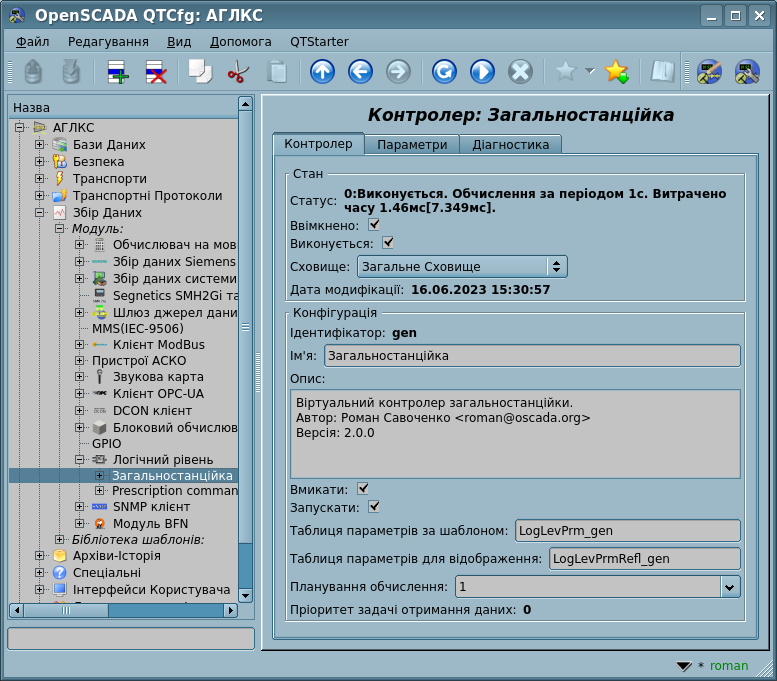 OpenSCADA QTCfg: АГЛКС
Файл Редагування Вид Допомога QTStarter
Назва
АГЛКС
Бази Даних
Безпека
Транспорти
Транспортні Протоколи
Збір Даних
Модуль:
Обчислювач на мов
Збір даних Siemens
Збір даних системи
Segnetics SMH2Gi та
Шлюз джерел дани
MMS(IEC-9506)
Клієнт ModBus
Пристрої АСКО
Звукова карта
Клієнт OPC-UA
DCON клієнт
Блоковий обчислюв
GPIO
Логічний рівень
Загальностанційка
Prescription comman
SNMP клієнт
Модуль BFN
Бібліотека шаблонів:
Архіви-Історія
Спеціальні
Інтерфейси Користувача
Контролер: Загальностанційка
Контролер Параметри Діагностика
Стан
Статус: 0:Виконується. Обчислення за періодом 1с. Витрачено
часу 1.46мс[7.349мс].
Ввімкнено:
Виконується:
Сховище: Загальне Сховище
Дата модифікації: 16.06.2023 15:30:57
Конфігурація
Ідентифікатор: gen
Ім'я: Загальностанційка
Опис:
Віртуальний контролер загальностанційки.
Автор: Роман Савоченко <roman@oscada.org>
Версія: 2.0.0
Вмикати:
Запускати:
Таблиця параметрів за шаблоном: LogLevPrm_gen
Таблиця параметрів для відображення: LogLevPrmRefl_gen
Планування обчислення: 1
Пріоритет задачі отримання даних: 0
* roman